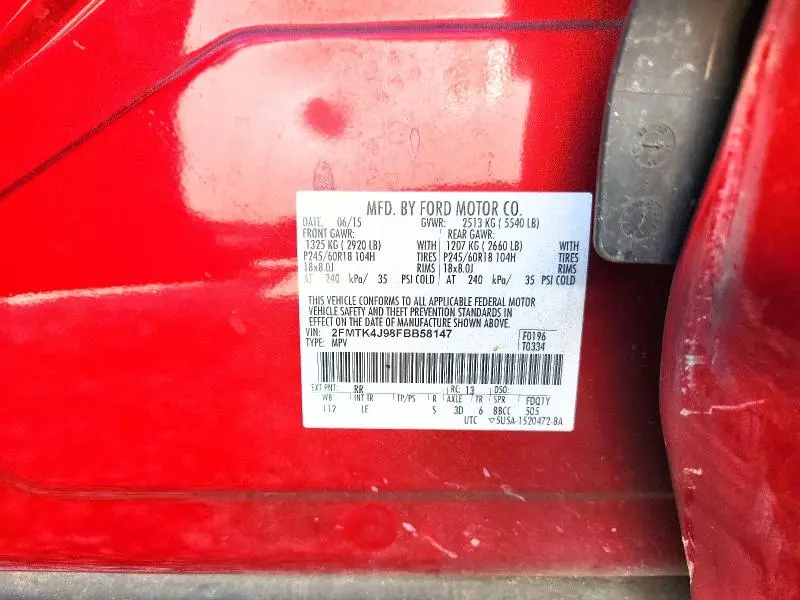 MFD. BY FORD MOTOR CO.
DATE: 06/15 GVWR: 2513 KG ( 5540 LB)
FRONT GAWR: REAR GAWR:
1325 KG ( 2920 LB) WITH 1207 KG ( 2660 LB) WITH
P245/60R18 104H TIRES P245/60R18 104H TIRES
18x8.0J RIMS 18x8.0J RIMS
AT 240 kPa/ 35 PSI COLD AT 240 kPa/ 35 PSI COLD
THIS VEHICLE CONFORMS TO ALL APPLICABLE FEDERAL MOTOR
VEHICLE SAFETY AND THEFT PREVENTION STANDARDS IN
EFFECT ON THE DATE OF MANUFACTURE SHOWN ABOVE.
VIN: 2FMTK4J98FBB58147 F0196
TYPE: MPV T0334
EXT PNT: RR RC: 13 DSO:
WB INT TR TP/PS R AXLE TR SPR FDQTY
112 IE S 3D 6 BBCC 505
UTC ▽5U5A-1520472-BA